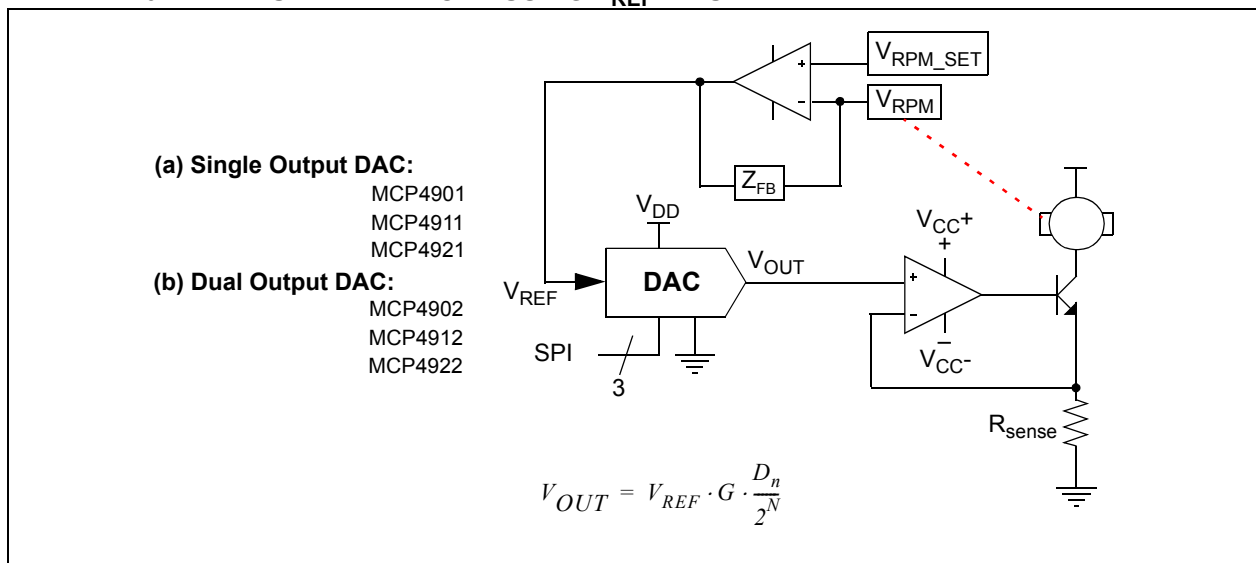 V_RPM_SET
+
-
V_RPM
(a) Single Output DAC:
MCP4901
MCP4911
MCP4921
(b) Dual Output DAC:
MCP4902
MCP4912
MCP4922
Z_FB
V_DD
DAC
V_OUT
V_REF
SPI
3
V_CC+
+
+
-
–
V_CC-
R_sense
V_OUT = V_REF · G · D_n / 2^N